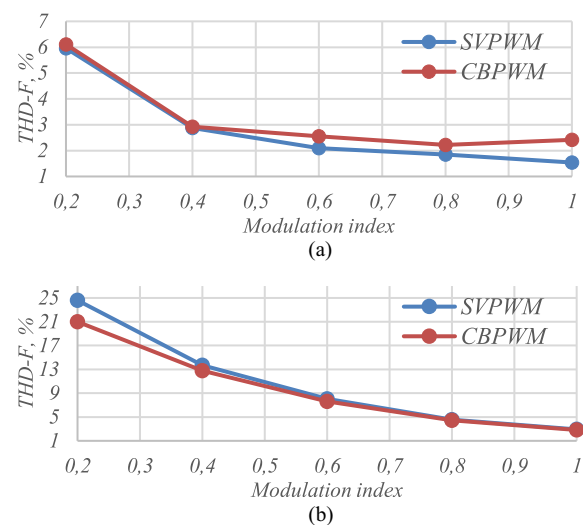 7
6
5
4
3
2
1
THD-F, %
SVPWM
CBPWM
0,2 0,3 0,4 0,5 0,6 0,7 0,8 0,9 1
Modulation index
(a)
25
21
17
13
9
5
1
THD-F, %
SVPWM
CBPWM
0,2 0,3 0,4 0,5 0,6 0,7 0,8 0,9 1
Modulation index
(b)